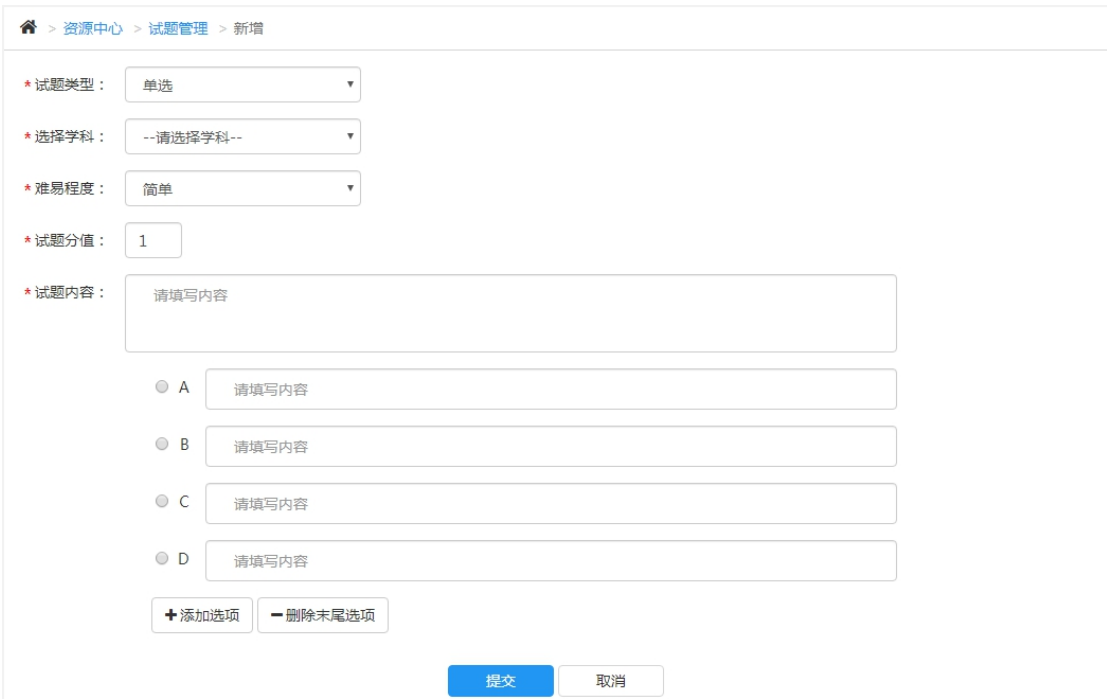 > 资源中心 > 试题管理 > 新增
* 试题类型： 单选
* 选择学科： --请选择学科--
* 难易程度： 简单
* 试题分值： 1
* 试题内容： 请填写内容
A 请填写内容
B 请填写内容
C 请填写内容
D 请填写内容
+添加选项 −删除末尾选项
提交 取消